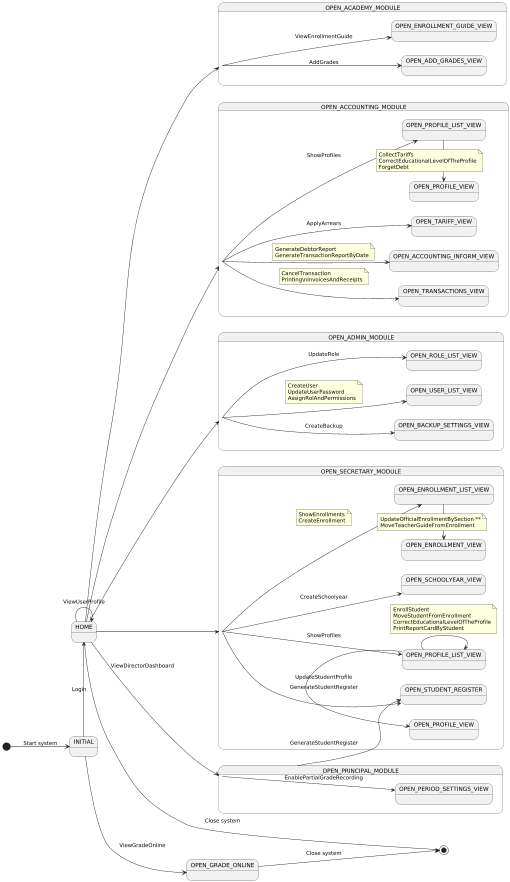 OPEN_ACADEMY_MODULE
OPEN_ENROLLMENT_GUIDE_VIEW
ViewEnrollmentGuide
AddGrades
OPEN_ADD_GRADES_VIEW
OPEN_ACCOUNTING_MODULE
OPEN_PROFILE_LIST_VIEW
ShowProfiles
CollectTariffs
CorrectEducationalLevelOfTheProfile
ForgetDebt
OPEN_PROFILE_VIEW
ApplyArrears
OPEN_TARIFF_VIEW
GenerateDebtorReport
GenerateTransactionReportByDate
OPEN_ACCOUNTING_INFORM_VIEW
CancelTransaction
Printing\nInvoicesAndReceipts
OPEN_TRANSACTIONS_VIEW
OPEN_ADMIN_MODULE
UpdateRole
OPEN_ROLE_LIST_VIEW
CreateUser
UpdateUserPassword
AssignRolAndPermissions
OPEN_USER_LIST_VIEW
CreateBackup
OPEN_BACKUP_SETTINGS_VIEW
OPEN_SECRETARY_MODULE
OPEN_ENROLLMENT_LIST_VIEW
ShowEnrollments
CreateEnrollment
UpdateOfficialEnrollmentBySection ""
MoveTeacherGuideFromEnrollment
OPEN_ENROLLMENT_VIEW
OPEN_SCHOOLYEAR_VIEW
CreateSchoolyear
ViewUserProfile
HOME
EnrollStudent
MoveStudentFromEnrollment
CorrectEducationalLevelOfTheProfile
PrintReportCardByStudent
ShowProfiles
OPEN_PROFILE_LIST_VIEW
ViewDirectorDashboard
UpdateStudentProfile
GenerateStudentRegister
OPEN_STUDENT_REGISTER
Login
OPEN_PROFILE_VIEW
Start system
INITIAL
GenerateStudentRegister
OPEN_PRINCIPAL_MODULE
EnablePartialGradeRecording
OPEN_PERIOD_SETTINGS_VIEW
Close system
ViewGradeOnline
Close system
OPEN_GRADE_ONLINE